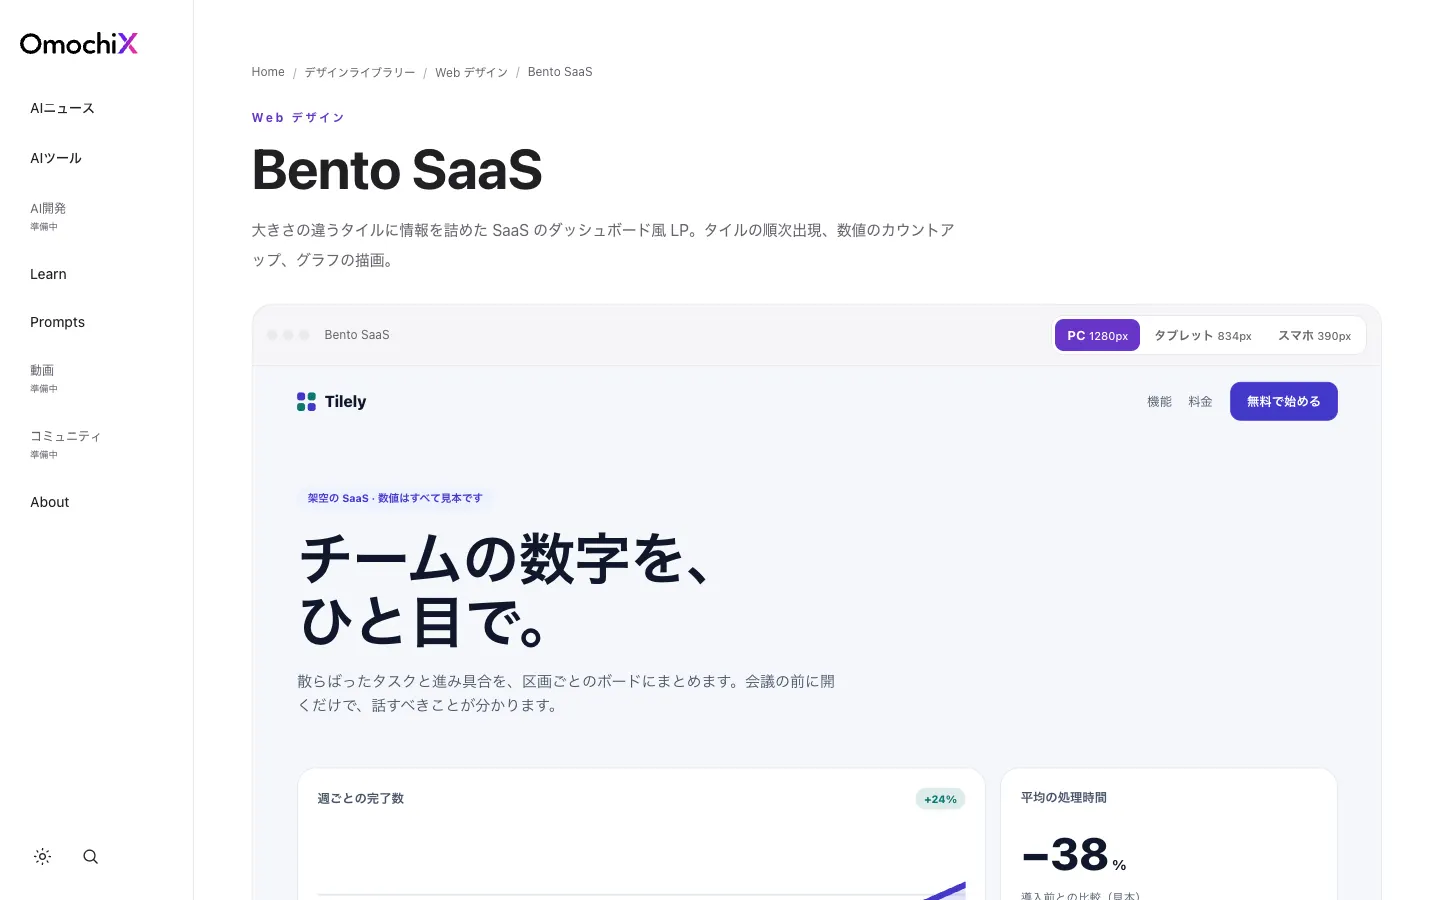 OmochiX
AIニュース
AIツール
AI開発
準備中
Learn
Prompts
動画
準備中
コミュニティ
準備中
About
Home / デザインライブラリー / Web デザイン / Bento SaaS
Web デザイン
Bento SaaS
大きさの違うタイルに情報を詰めた SaaS のダッシュボード風 LP。タイルの順次出現、数値のカウントア
ップ、グラフの描画。
Bento SaaS
PC 1280px タブレット 834px スマホ 390px
Tilely
機能 料金 無料で始める
架空の SaaS · 数値はすべて見本です
チームの数字を、
ひと目で。
散らばったタスクと進み具合を、区画ごとのボードにまとめます。会議の前に開
くだけで、話すべきことが分かります。
週ごとの完了数
+24%
平均の処理時間
−38%
導入前との比較（見本）